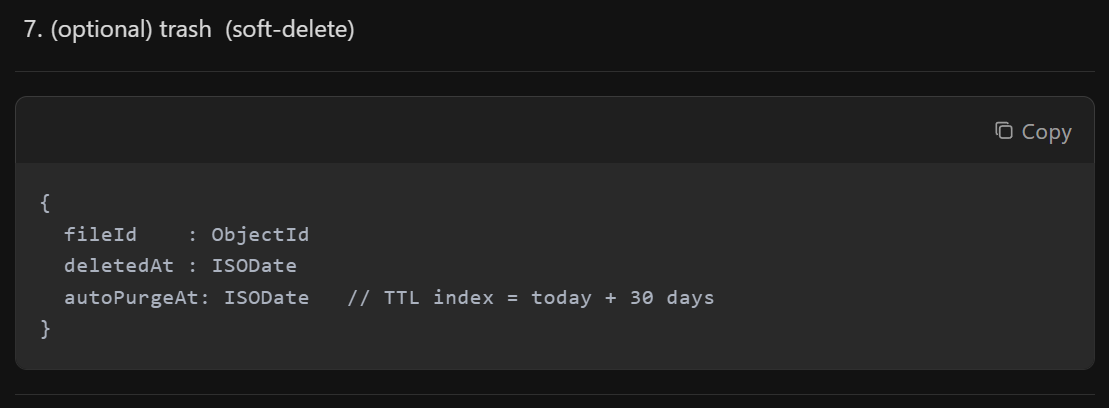 7. (optional) trash  (soft-delete)
Copy
{
  fileId    : ObjectId
  deletedAt : ISODate
  autoPurgeAt: ISODate   // TTL index = today + 30 days
}